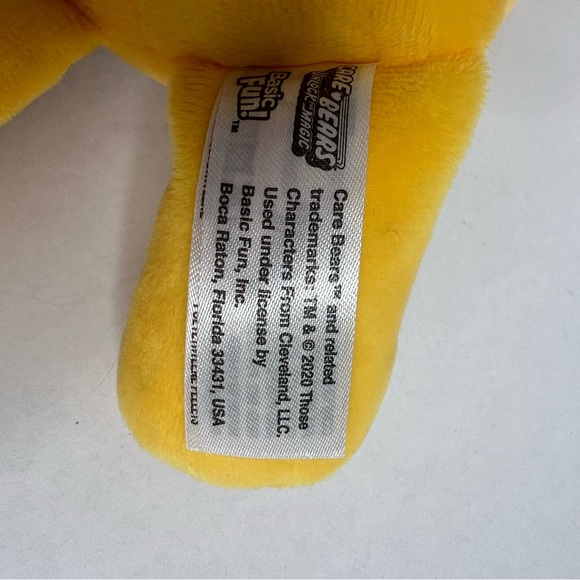 CARE BEARS
UNLOCK THE MAGIC
Basic
Fun!™
Care Bears™ and related
trademarks: TM & © 2020 Those
Characters From Cleveland, LLC.
Used under license by
Basic Fun, Inc.
Boca Raton, Florida 33431, USA